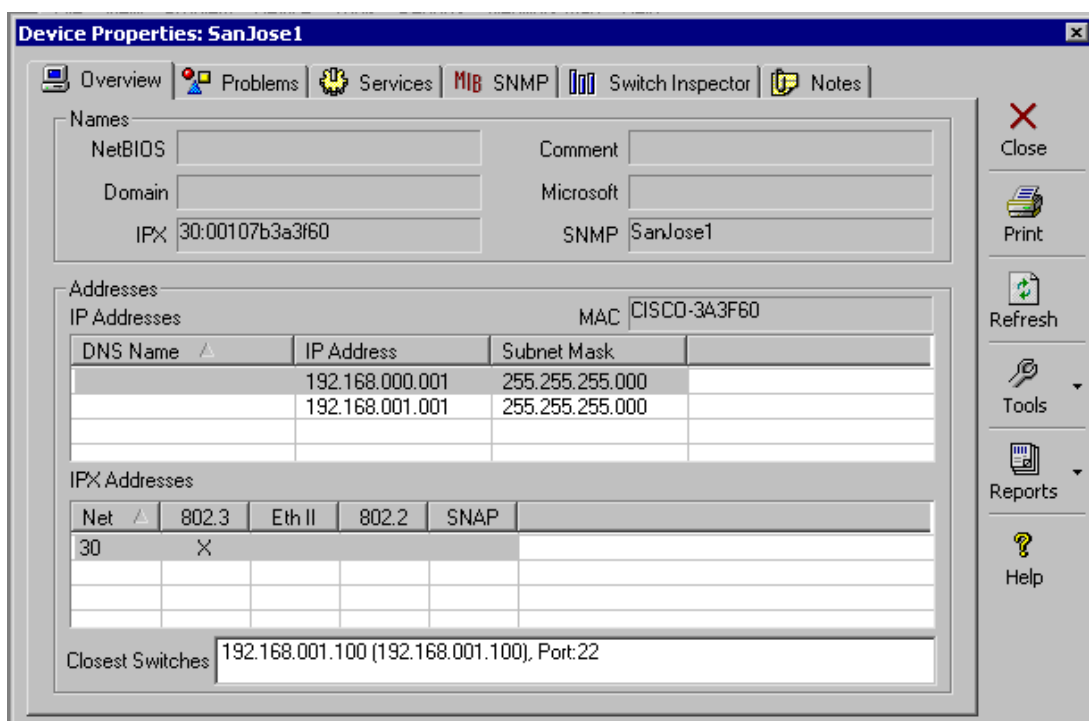 Device Properties: SanJose1
Overview Problems Services MIB SNMP Switch Inspector Notes
Names
NetBIOS Comment
Domain Microsoft
IPX 30:00107b3a3f60 SNMP SanJose1
Addresses
IP Addresses MAC CISCO-3A3F60
DNS Name IP Address Subnet Mask
192.168.000.001 255.255.255.000
192.168.001.001 255.255.255.000
IPX Addresses
Net 802.3 Eth II 802.2 SNAP
30 X
Closest Switches 192.168.001.100 (192.168.001.100), Port:22
Close
Print
Refresh
Tools
Reports
Help